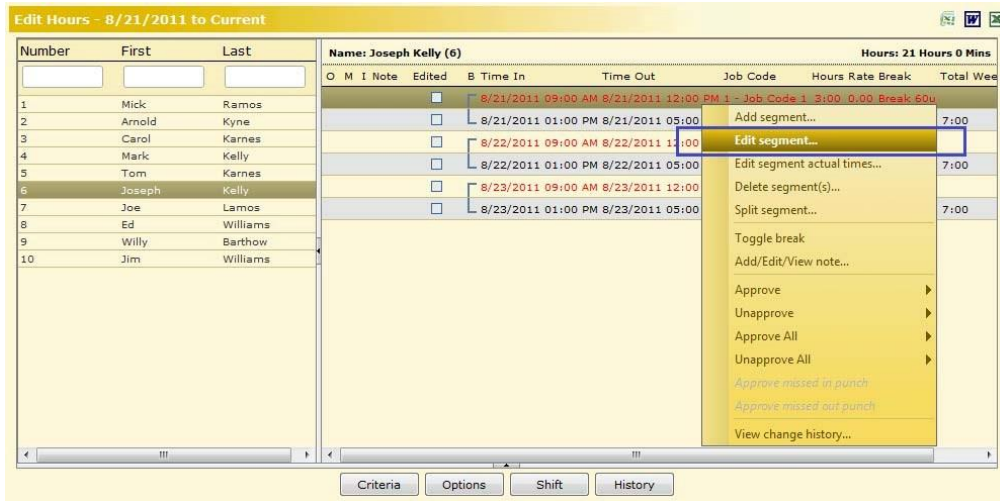 Edit Hours - 8/21/2011 to Current
Number First Last
1 Mick Ramos
2 Arnold Kyne
3 Carol Karnes
4 Mark Kelly
5 Tom Karnes
6 Joseph Kelly
7 Joe Lamos
8 Ed Williams
9 Willy Barthow
10 Jim Williams
Name: Joseph Kelly (6) Hours: 21 Hours 0 Mins
O M I Note Edited B Time In Time Out Job Code Hours Rate Break Total Wee
8/21/2011 09:00 AM 8/21/2011 12:00 PM 1 - Job Code 1 3:00 0.00 Break 60u
8/21/2011 01:00 PM 8/21/2011 05:00 7:00
8/22/2011 09:00 AM 8/22/2011 12:00
8/22/2011 01:00 PM 8/22/2011 05:00 7:00
8/23/2011 09:00 AM 8/23/2011 12:00
8/23/2011 01:00 PM 8/23/2011 05:00 7:00
Add segment...
Edit segment...
Edit segment actual times...
Delete segment(s)...
Split segment...
Toggle break
Add/Edit/View note...
Approve
Unapprove
Approve All
Unapprove All
Approve missed in punch
Approve missed out punch
View change history...
Criteria Options Shift History